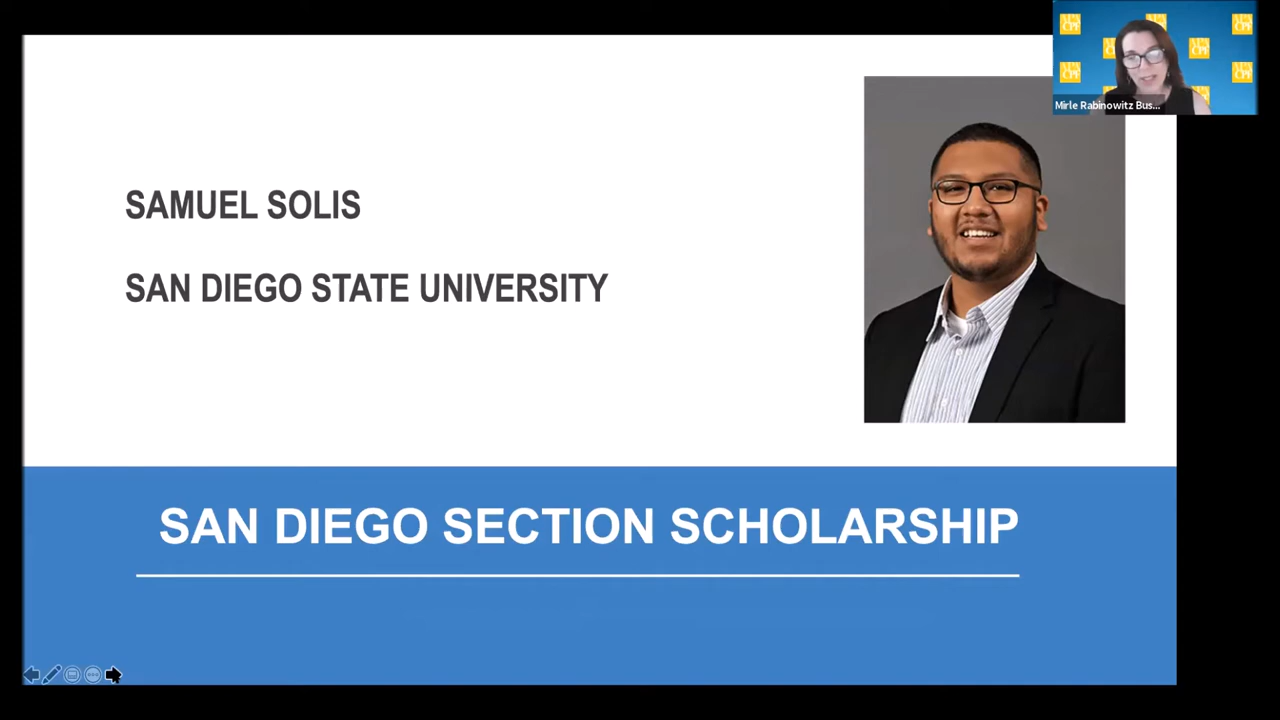 SAMUEL SOLIS
SAN DIEGO STATE UNIVERSITY
SAN DIEGO SECTION SCHOLARSHIP
Mirle Rabinowitz Bus...